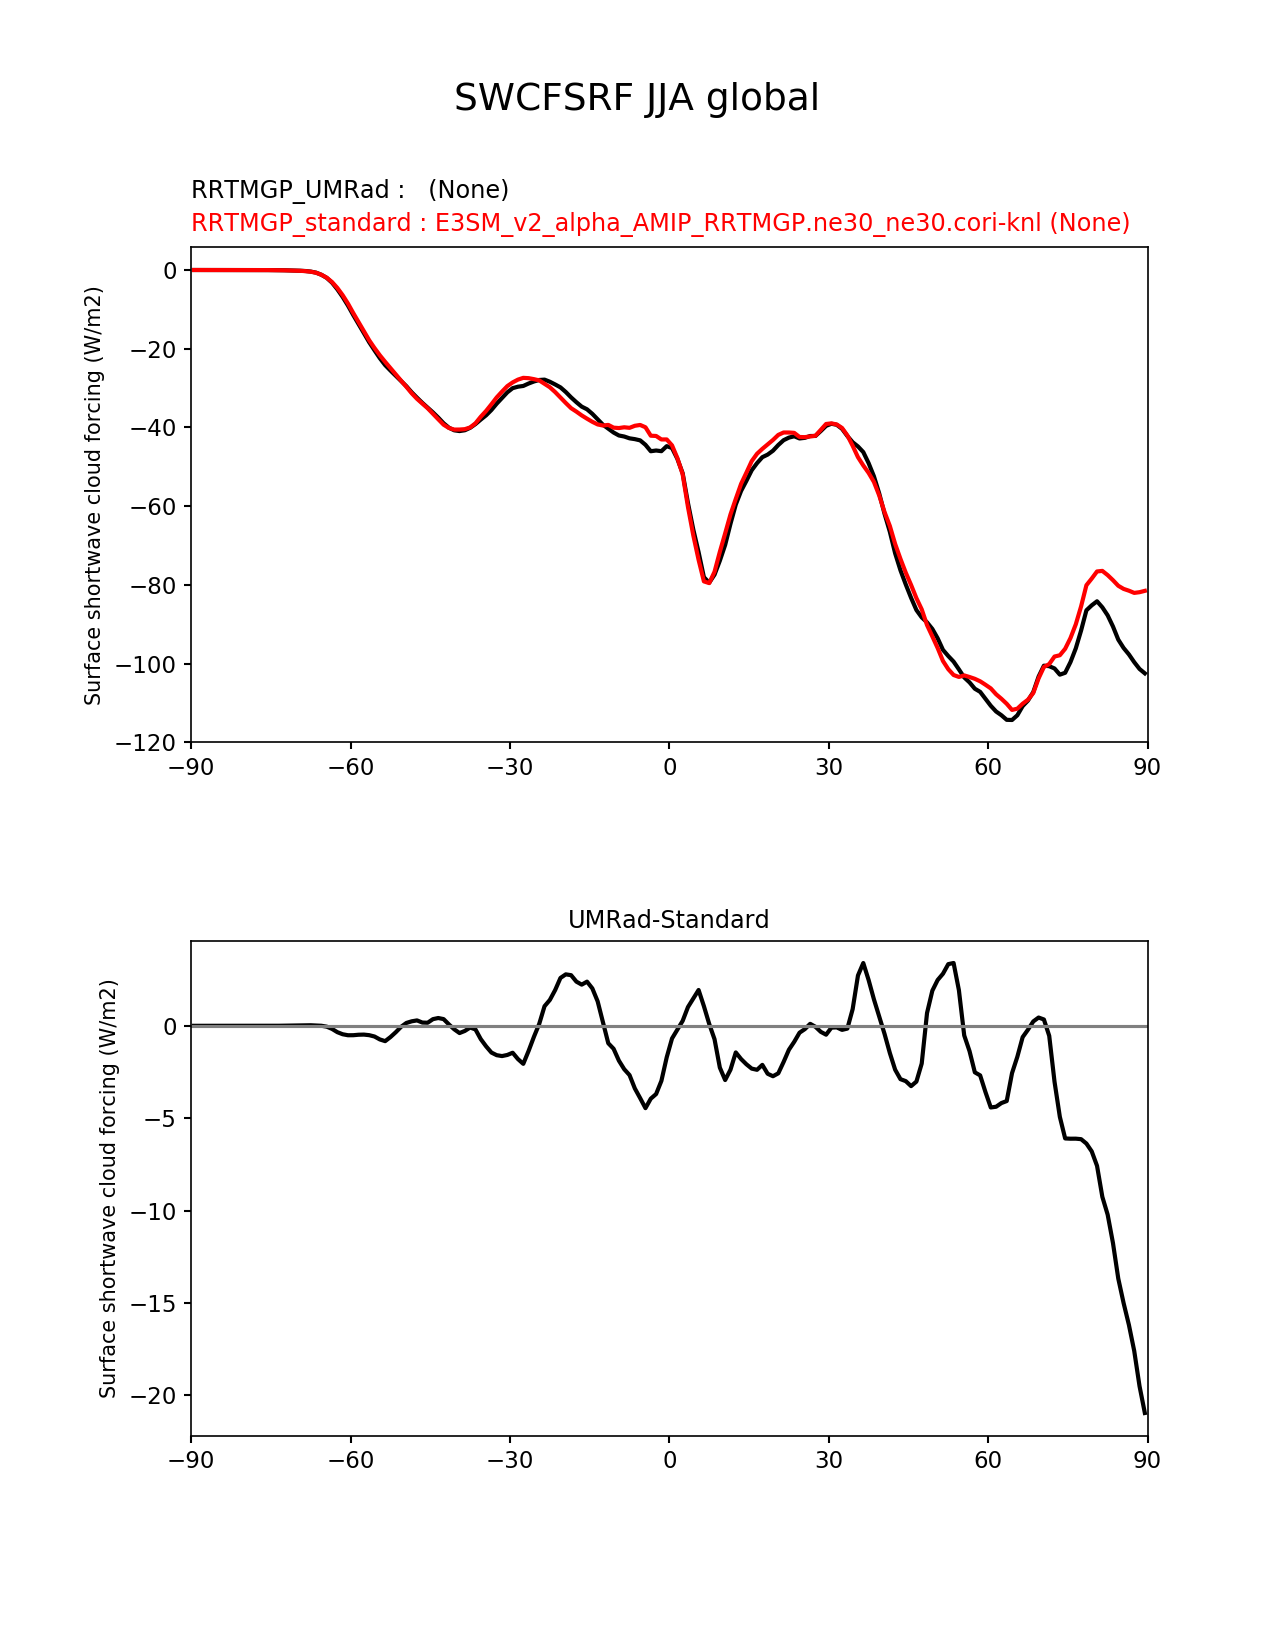 SWCFSRF JJA global
RRTMGP_UMRad :   (None)
RRTMGP_standard : E3SM_v2_alpha_AMIP_RRTMGP.ne30_ne30.cori-knl (None)
Surface shortwave cloud forcing (W/m2)
0
−20
−40
−60
−80
−100
−120
−90 −60 −30 0 30 60 90
UMRad-Standard
Surface shortwave cloud forcing (W/m2)
0
−5
−10
−15
−20
−90 −60 −30 0 30 60 90